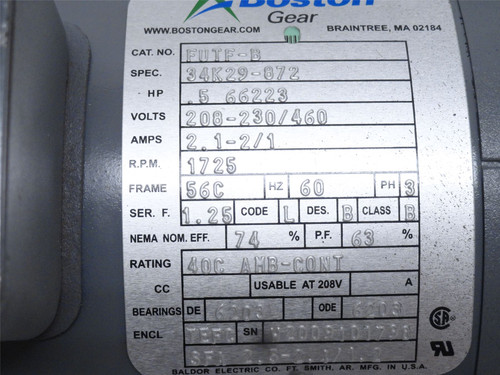 Boston
Gear
WWW.BOSTONGEAR.COM BRAINTREE, MA 02184
CAT. NO. FUTF-B
SPEC. 34K29-872
HP .5 66223
VOLTS 208-230/460
AMPS 2.1-2/1
R.P.M. 1725
FRAME 56C HZ 60 PH 3
SER. F. 1.25 CODE L DES. B CLASS B
NEMA NOM. EFF. 74 % P.F. 63 %
RATING 40C AMB-CONT
CC USABLE AT 208V A
BEARINGS DE 6203 ODE 6203
ENCL TEFC SN
BALDOR ELECTRIC CO. FT. SMITH, AR. MFG. IN U.S.A.